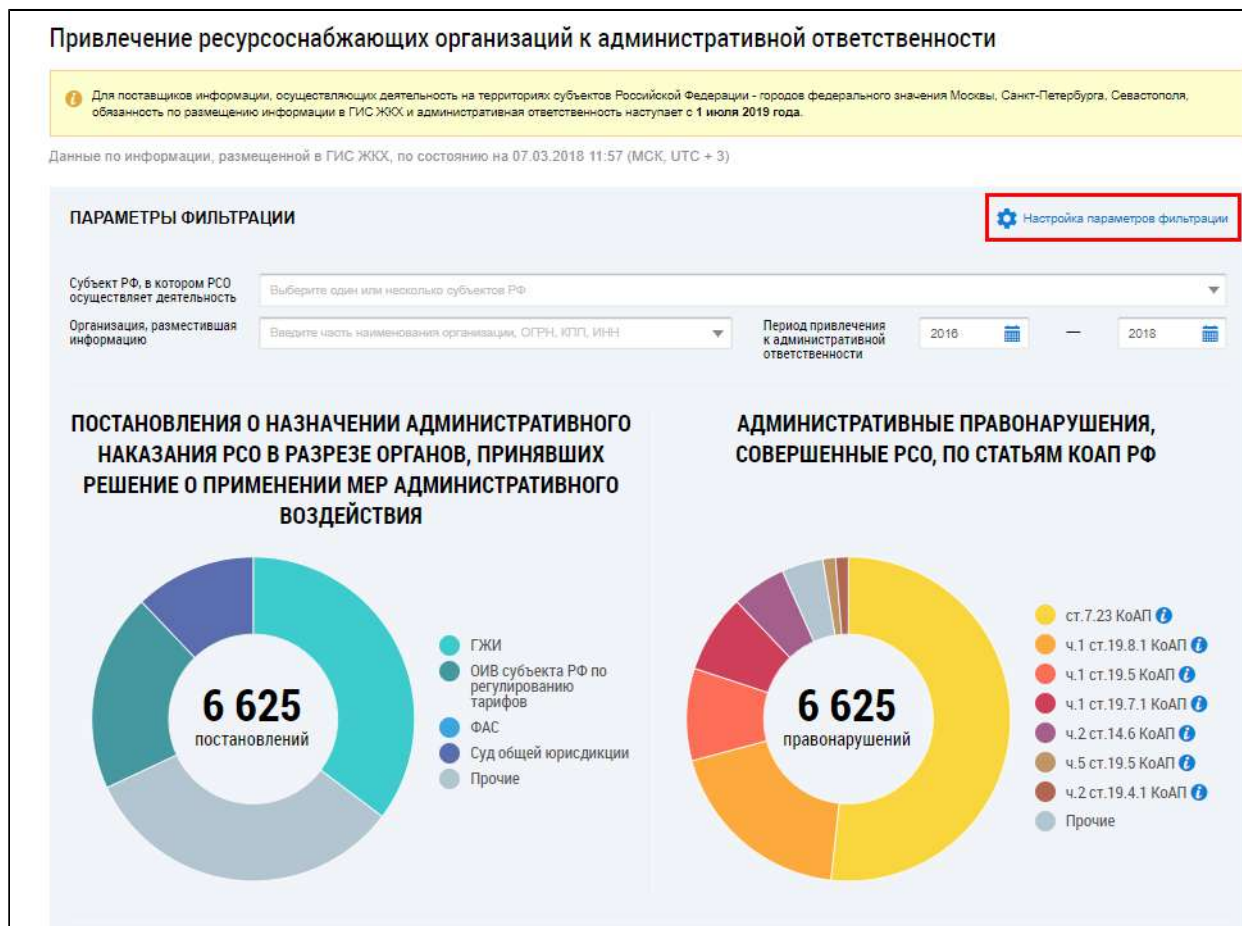 Привлечение ресурсоснабжающих организаций к административной ответственности
Для поставщиков информации, осуществляющих деятельность на территориях субъектов Российской Федерации - городов федерального значения Москвы, Санкт-Петербурга, Севастополя,
обязанность по размещению информации в ГИС ЖКХ и административная ответственность наступает с 1 июля 2019 года.
Данные по информации, размещенной в ГИС ЖКХ, по состоянию на 07.03.2018 11:57 (МСК, UTC + 3)
ПАРАМЕТРЫ ФИЛЬТРАЦИИ
Настройка параметров фильтрации
Субъект РФ, в котором РСО
осуществляет деятельность
Выберите один или несколько субъектов РФ
Организация, разместившая
информацию
Введите часть наименования организации, ОГРН, КПП, ИНН
Период привлечения
к административной
ответственности
2016
—
2018
ПОСТАНОВЛЕНИЯ О НАЗНАЧЕНИИ АДМИНИСТРАТИВНОГО
НАКАЗАНИЯ РСО В РАЗРЕЗЕ ОРГАНОВ, ПРИНЯВШИХ
РЕШЕНИЕ О ПРИМЕНЕНИИ МЕР АДМИНИСТРАТИВНОГО
ВОЗДЕЙСТВИЯ
6 625
постановлений
ГЖИ
ОИВ субъекта РФ по
регулированию
тарифов
ФАС
Суд общей юрисдикции
Прочие
АДМИНИСТРАТИВНЫЕ ПРАВОНАРУШЕНИЯ,
СОВЕРШЕННЫЕ РСО, ПО СТАТЬЯМ КОАП РФ
6 625
правонарушений
ст.7.23 КоАП
ч.1 ст.19.8.1 КоАП
ч.1 ст.19.5 КоАП
ч.1 ст.19.7.1 КоАП
ч.2 ст.14.6 КоАП
ч.5 ст.19.5 КоАП
ч.2 ст.19.4.1 КоАП
Прочие